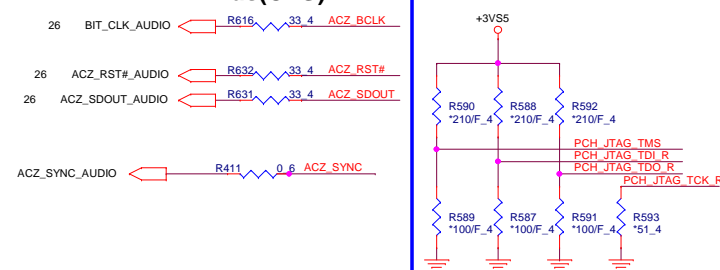 26 BIT_CLK_AUDIO R616 33_4 ACZ_BCLK
26 ACZ_RST#_AUDIO R632 33_4 ACZ_RST#
26 ACZ_SDOUT_AUDIO R631 33_4 ACZ_SDOUT
ACZ_SYNC_AUDIO R411 0_6 ACZ_SYNC
+3VS5
R590 R588 R592
*210/F_4 *210/F_4 *210/F_4
PCH_JTAG_TMS
PCH_JTAG_TDI_R
PCH_JTAG_TDO_R
PCH_JTAG_TCK_R
R589 R587 R591 R593
*100/F_4 *100/F_4 *100/F_4 *51_4